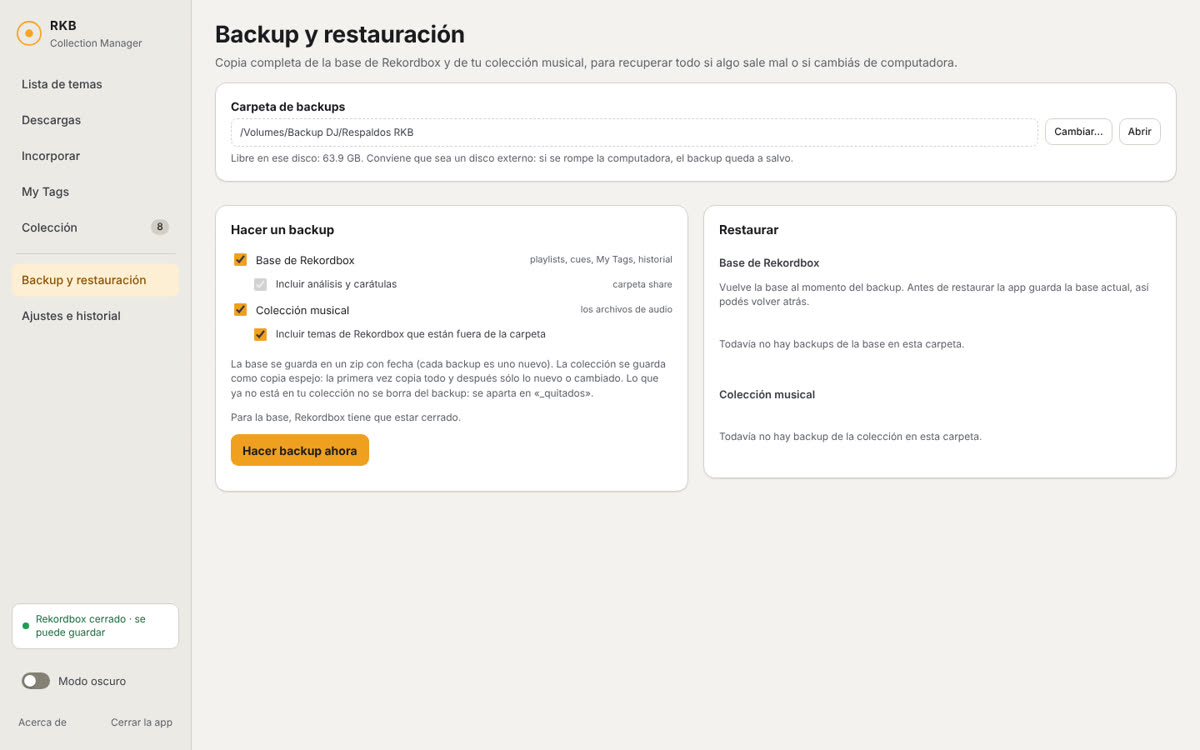 RKB
Collection Manager
Lista de temas
Descargas
Incorporar
My Tags
Colección 8
Backup y restauración
Ajustes e historial
Rekordbox cerrado · se
puede guardar
Modo oscuro
Acerca de Cerrar la app
Backup y restauración
Copia completa de la base de Rekordbox y de tu colección musical, para recuperar todo si algo sale mal o si cambiás de computadora.
Carpeta de backups
/Volumes/Backup DJ/Respaldos RKB
Cambiar... Abrir
Libre en ese disco: 63.9 GB. Conviene que sea un disco externo: si se rompe la computadora, el backup queda a salvo.
Hacer un backup
Base de Rekordbox playlists, cues, My Tags, historial
Incluir análisis y carátulas carpeta share
Colección musical los archivos de audio
Incluir temas de Rekordbox que están fuera de la carpeta
La base se guarda en un zip con fecha (cada backup es uno nuevo). La colección se guarda
como copia espejo: la primera vez copia todo y después sólo lo nuevo o cambiado. Lo que
ya no está en tu colección no se borra del backup: se aparta en «_quitados».
Para la base, Rekordbox tiene que estar cerrado.
Hacer backup ahora
Restaurar
Base de Rekordbox
Vuelve la base al momento del backup. Antes de restaurar la app guarda la base actual, así
podés volver atrás.
Todavía no hay backups de la base en esta carpeta.
Colección musical
Todavía no hay backup de la colección en esta carpeta.